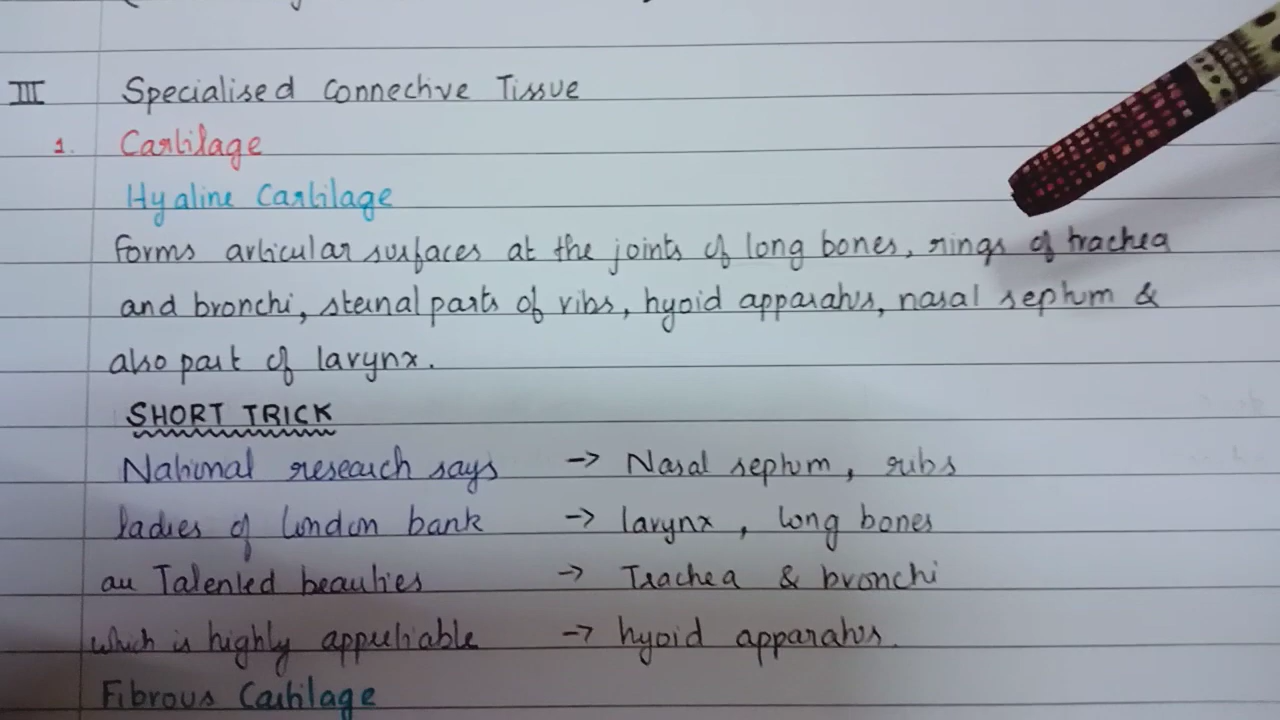 III Specialised Connective Tissue
1. Cartilage
Hyaline Cartilage
forms articular surfaces at the joints of long bones, rings of trachea
and bronchi, sternal parts of ribs, hyoid apparatus, nasal septum &
also part of larynx.
SHORT TRICK
National research says -> Nasal septum, ribs
ladies of london bank -> larynx, long bones
are Talented beauties -> Trachea & bronchi
which is highly appreciable -> hyoid apparatus.
Fibrous Cartilage